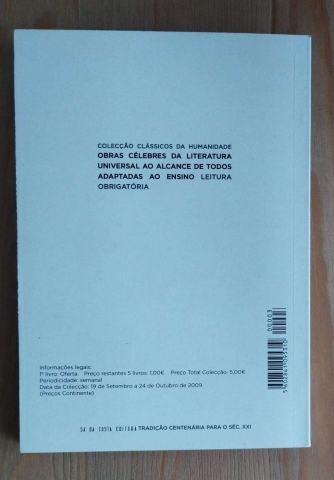 COLECÇÃO CLÁSSICOS DA HUMANIDADE
OBRAS CÉLEBRES DA LITERATURA
UNIVERSAL AO ALCANCE DE TODOS
ADAPTADAS AO ENSINO LEITURA
OBRIGATÓRIA
00003
Informações legais:
1º livro: Oferta Preço restantes 5 livros: 1,00€ Preço Total Colecção: 5,00€
Periodicidade: semanal
Data da Colecção: 19 de Setembro a 24 de Outubro de 2009.
(Preços Continente)
SÁ DA COSTA EDITORA TRADIÇÃO CENTENÁRIA PARA O SÉC. XXI